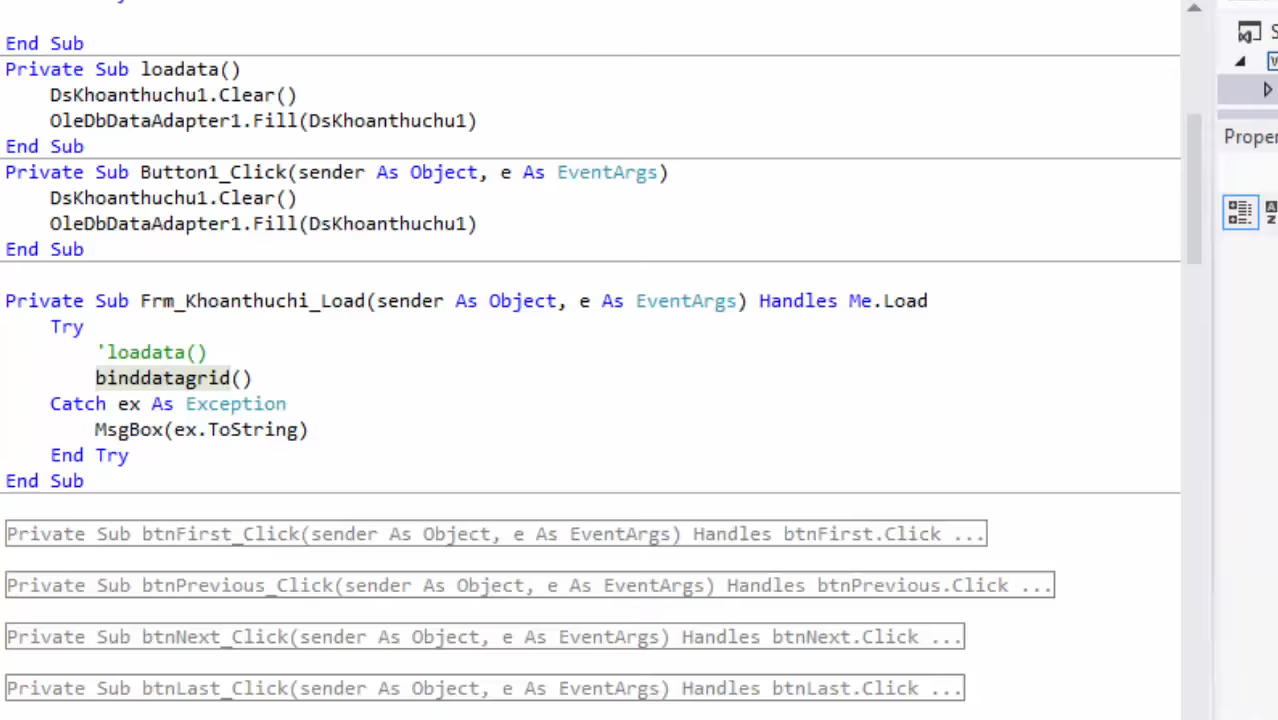 End Sub
Private Sub loadata()
DsKhoanthuchu1.Clear()
OleDbDataAdapter1.Fill(DsKhoanthuchu1)
End Sub
Private Sub Button1_Click(sender As Object, e As EventArgs)
DsKhoanthuchu1.Clear()
OleDbDataAdapter1.Fill(DsKhoanthuchu1)
End Sub
Private Sub Frm_Khoanthuchi_Load(sender As Object, e As EventArgs) Handles Me.Load
Try
'loadata()
binddatagrid()
Catch ex As Exception
MsgBox(ex.ToString)
End Try
End Sub
Private Sub btnFirst_Click(sender As Object, e As EventArgs) Handles btnFirst.Click ...
Private Sub btnPrevious_Click(sender As Object, e As EventArgs) Handles btnPrevious.Click ...
Private Sub btnNext_Click(sender As Object, e As EventArgs) Handles btnNext.Click ...
Private Sub btnLast_Click(sender As Object, e As EventArgs) Handles btnLast.Click ...
Proper